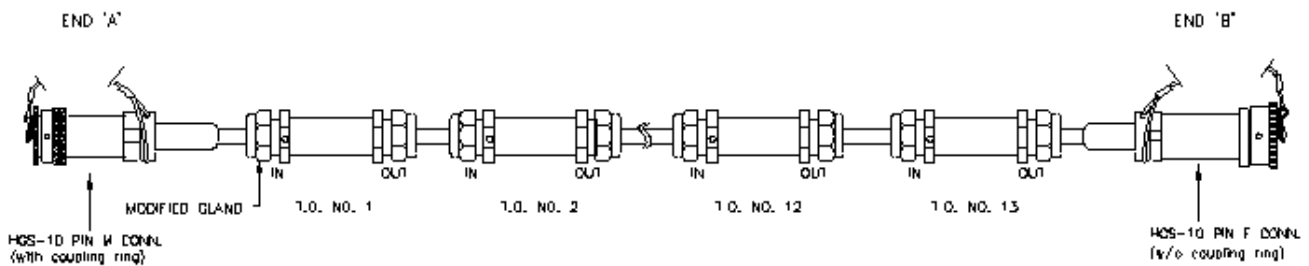 END "A"
END "B"
IN
OUT
IN
OUT
IN
OUT
IN
OUT
MODIFIED GLAND
T.O. NO. 1
T.O. NO. 2
T.O. NO. 12
T.O. NO. 13
HGS-10 PIN M CONN.
(with coupling ring)
HGS-10 PIN F CONN.
(w/o coupling ring)